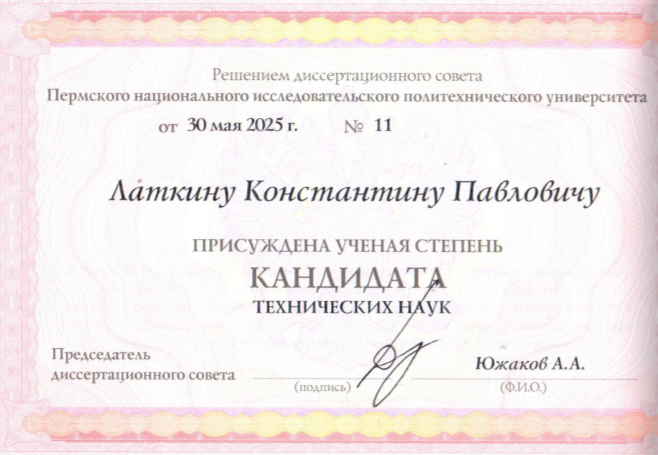 Решением диссертационного совета
Пермского национального исследовательского политехнического университета
от 30 мая 2025 г. № 11
Латкину Константину Павловичу
ПРИСУЖДЕНА УЧЕНАЯ СТЕПЕНЬ
КАНДИДАТА
ТЕХНИЧЕСКИХ НАУК
Председатель
диссертационного совета
(подпись)
Южаков А.А.
(Ф.И.О.)